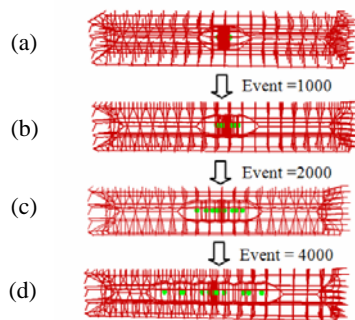 (a)
Event =1000
(b)
Event =2000
(c)
Event = 4000
(d)